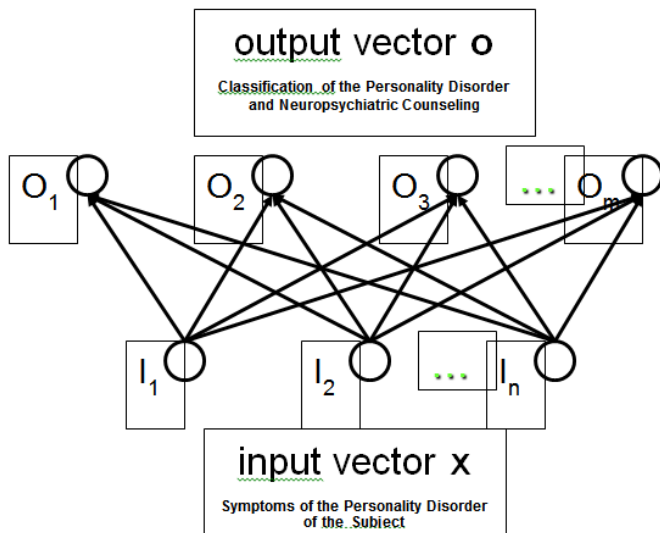 output vector o
Classification of the Personality Disorder
and Neuropsychiatric Counseling
O1 O2 O3 ... Om
I1 I2 ... In
input vector x
Symptoms of the Personality Disorder
of the Subject